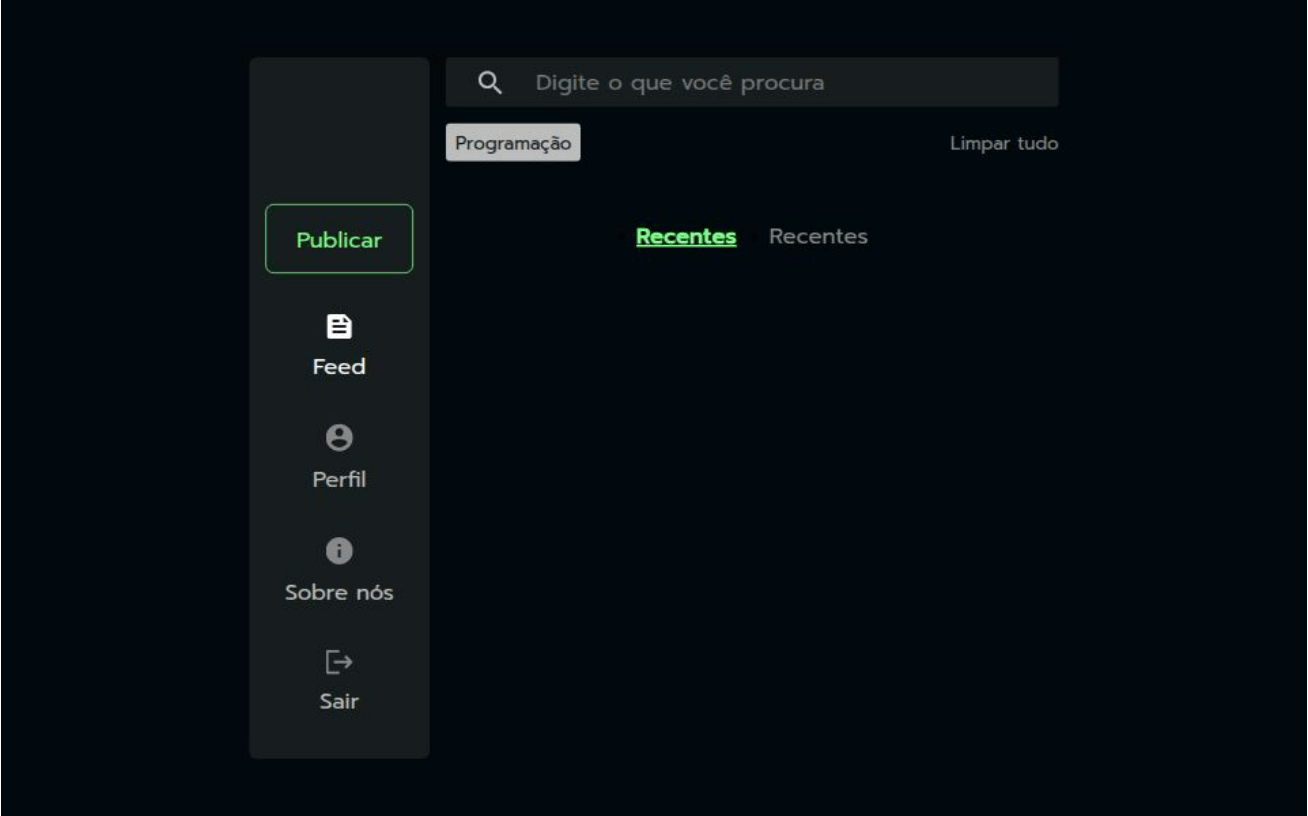 Digite o que você procura
Programação
Limpar tudo
Publicar
Recentes
Recentes
Feed
Perfil
Sobre nós
Sair